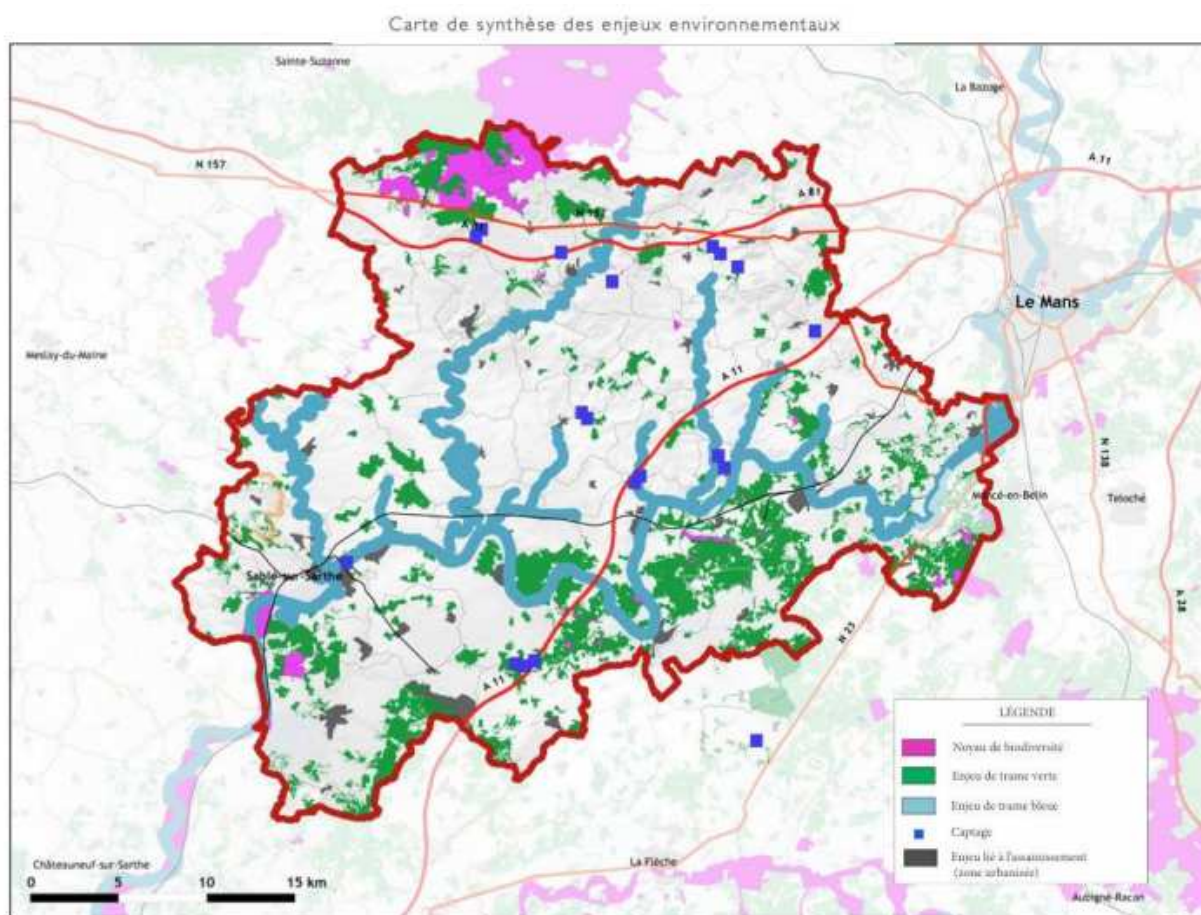 Carte de synthèse des enjeux environnementaux
Sainte-Suzanne
La Bazoge
N 157
A 11
A 81
Le Mans
Meslay-du-Maine
A 11
N 138
Teloché
Moncé-en-Belin
Sablé-sur-Sarthe
A 28
N 23
A 11
LÉGENDE
Noyau de biodiversité
Enjeu de trame verte
Enjeu de trame bleue
Captage
Enjeu lié à l'assainissement
(zone urbanisée)
Châteauneuf-sur-Sarthe
La Flèche
Aubigné-Racan
0 5 10 15 km